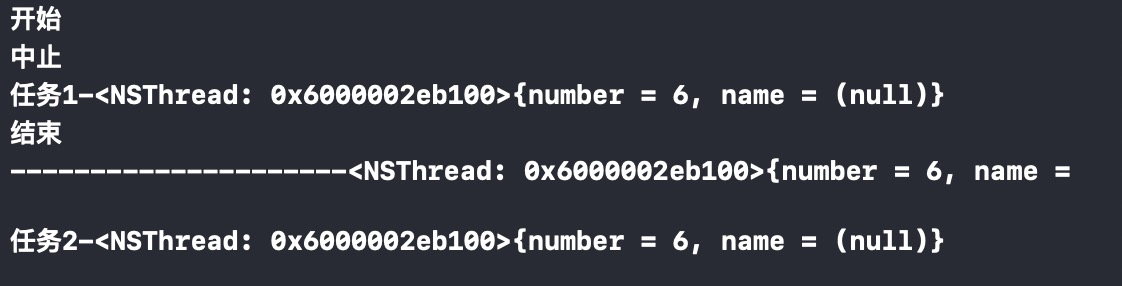 开始
中止
任务1-<NSThread: 0x6000002eb100>{number = 6, name = (null)}
结束
---------------------<NSThread: 0x6000002eb100>{number = 6, name =
任务2-<NSThread: 0x6000002eb100>{number = 6, name = (null)}